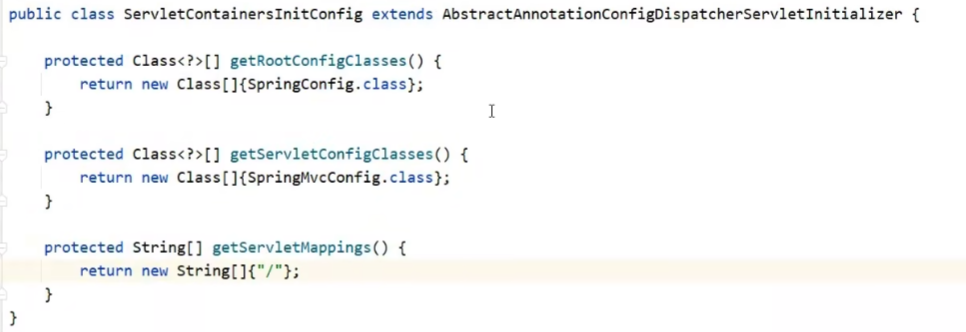 public class ServletContainersInitConfig extends AbstractAnnotationConfigDispatcherServletInitializer {
protected Class<?>[] getRootConfigClasses() {
return new Class[]{SpringConfig.class};
}
protected Class<?>[] getServletConfigClasses() {
return new Class[]{SpringMvcConfig.class};
}
protected String[] getServletMappings() {
return new String[]{"/"};
}
}